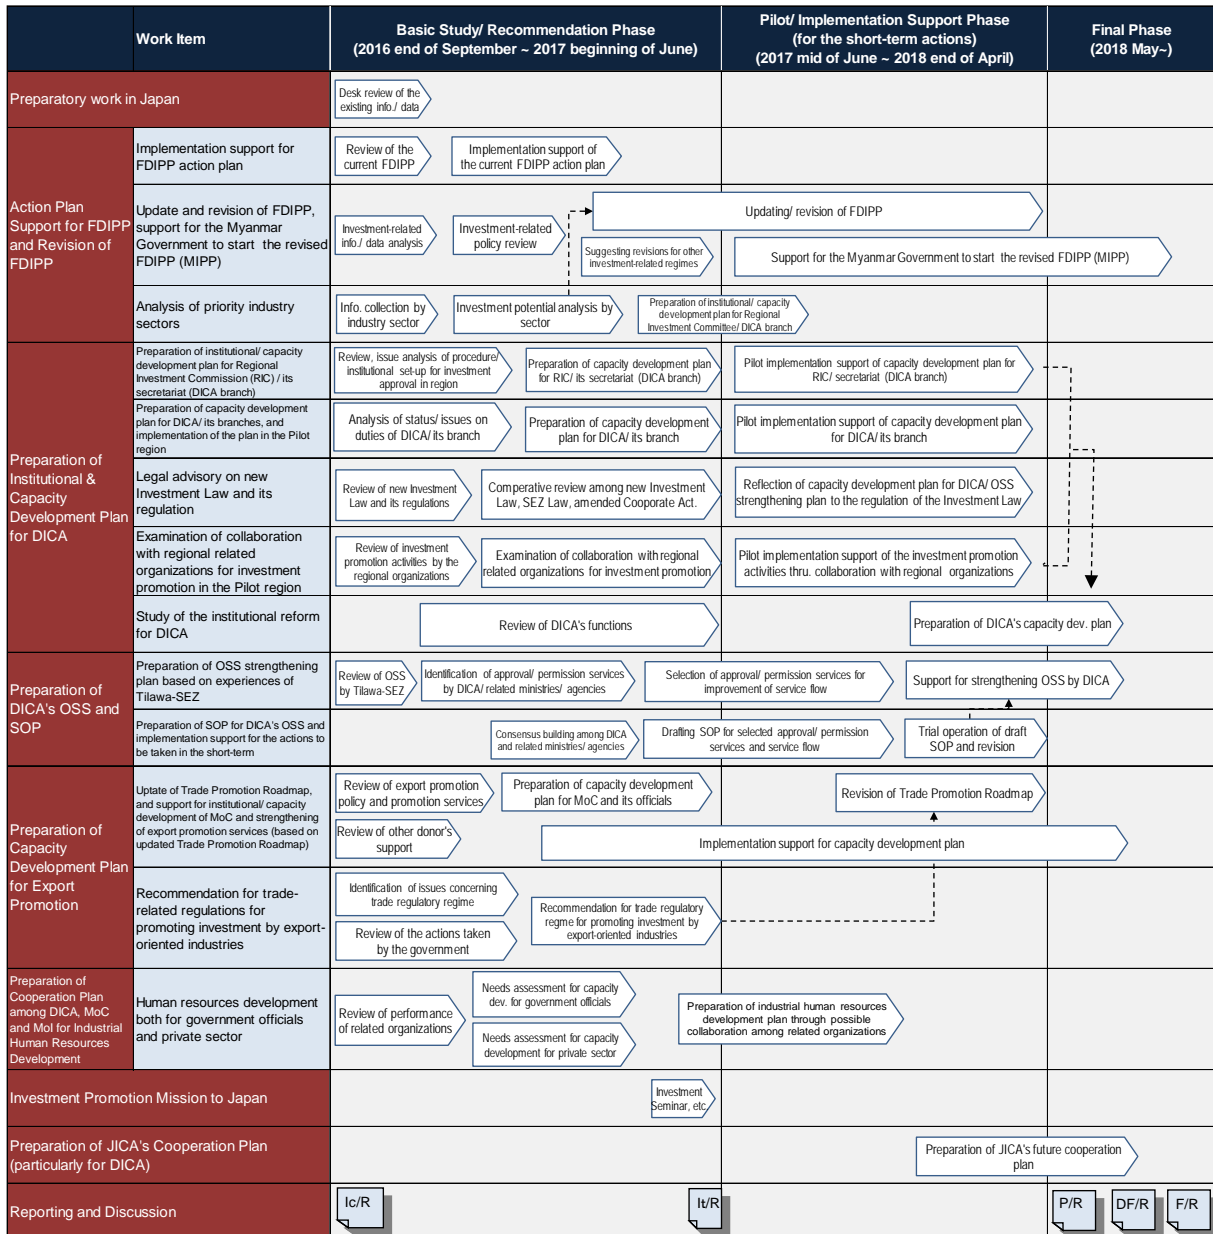 Work Item
Basic Study/ Recommendation Phase
(2016 end of September ~ 2017 beginning of June)
Pilot/ Implementation Support Phase
(for the short-term actions)
(2017 mid of June ~ 2018 end of April)
Final Phase
(2018 May~)
Preparatory work in Japan
Desk review of the
existing info./ data
Action Plan
Support for FDIPP
and Revision of
FDIPP
Implementation support for
FDIPP action plan
Review of the
current FDIPP
Implementation support of
the current FDIPP action plan
Update and revision of FDIPP,
support for the Myanmar
Government to start the revised
FDIPP (MIPP)
Investment-related
info./ data analysis
Investment-related
policy review
Updating/ revision of FDIPP
Suggesting revisions for other
investment-related regimes
Support for the Myanmar Government to start the revised FDIPP (MIPP)
Analysis of priority industry
sectors
Info. collection by
industry sector
Investment potential analysis by
sector
Preparation of institutional/ capacity
development plan for Regional
Investment Committee/ DICA branch
Preparation of
Institutional &
Capacity
Development Plan
for DICA
Preparation of institutional/ capacity
development plan for Regional
Investment Commission (RIC) / its
secretariat (DICA branch)
Review, issue analysis of procedure/
institutional set-up for investment
approval in region
Preparation of capacity development plan
for RIC/ its secretariat (DICA branch)
Pilot implementation support of capacity development plan for
RIC/ secretariat (DICA branch)
Preparation of capacity development
plan for DICA/ its branches, and
implementation of the plan in the Pilot
region
Analysis of status/ issues on
duties of DICA/ its branch
Preparation of capacity development
plan for DICA/ its branch
Pilot implementation support of capacity development plan
for DICA/ its branch
Legal advisory on new
Investment Law and its
regulation
Review of new Investment
Law and its regulations
Comperative review among new Investment
Law, SEZ Law, amended Cooporate Act.
Reflection of capacity development plan for DICA/ OSS
strengthening plan to the regulation of the Investment Law
Examination of collaboration
with regional related
organizations for investment
promotion in the Pilot region
Review of investment
promotion activities by the
regional organizations
Examination of collaboration with regional
related organizations for investment promotion
Pilot implementation support of the investment promotion
activities thru. collaboration with regional organizations
Study of the institutional reform
for DICA
Review of DICA's functions
Preparation of DICA's capacity dev. plan
Preparation of
DICA's OSS and
SOP
Preparation of OSS strengthening
plan based on experiences of
Tilawa-SEZ
Review of OSS
by Tilawa-SEZ
Identification of approval/ permission services
by DICA/ related ministries/ agencies
Selection of approval/ permission services for
improvement of service flow
Support for strengthening OSS by DICA
Preparation of SOP for DICA's OSS and
implementation support for the actions to
be taken in the short-term
Consensus building among DICA
and related ministries/ agencies
Drafting SOP for selected approval/ permission
services and service flow
Trial operation of draft
SOP and revision
Preparation of
Capacity
Development Plan
for Export
Promotion
Uptate of Trade Promotion Roadmap,
and support for institutional/ capacity
development of MoC and strengthening
of export promotion services (based on
updated Trade Promotion Roadmap)
Review of export promotion
policy and promotion services
Preparation of capacity development
plan for MoC and its officials
Revision of Trade Promotion Roadmap
Review of other donor's
support
Implementation support for capacity development plan
Recommendation for trade-
related regulations for
promoting investment by export-
oriented industries
Identification of issues concerning
trade regulatory regime
Review of the actions taken
by the government
Recommendation for trade regulatory
regme for promoting investment by
export-oriented industries
Preparation of
Cooperation Plan
among DICA, MoC
and MoI for Industrial
Human Resources
Development
Human resources development
both for government officials
and private sector
Review of performance
of related organizations
Needs assessment for capacity
dev. for government officials
Needs assessment for capacity
development for private sector
Preparation of industrial human resources
development plan through possible
collaboration among related organizations
Investment Promotion Mission to Japan
Investment
Seminar, etc.
Preparation of JICA's Cooperation Plan
(particularly for DICA)
Preparation of JICA's future cooperation
plan
Reporting and Discussion
Ic/R
It/R
P/R
DF/R
F/R